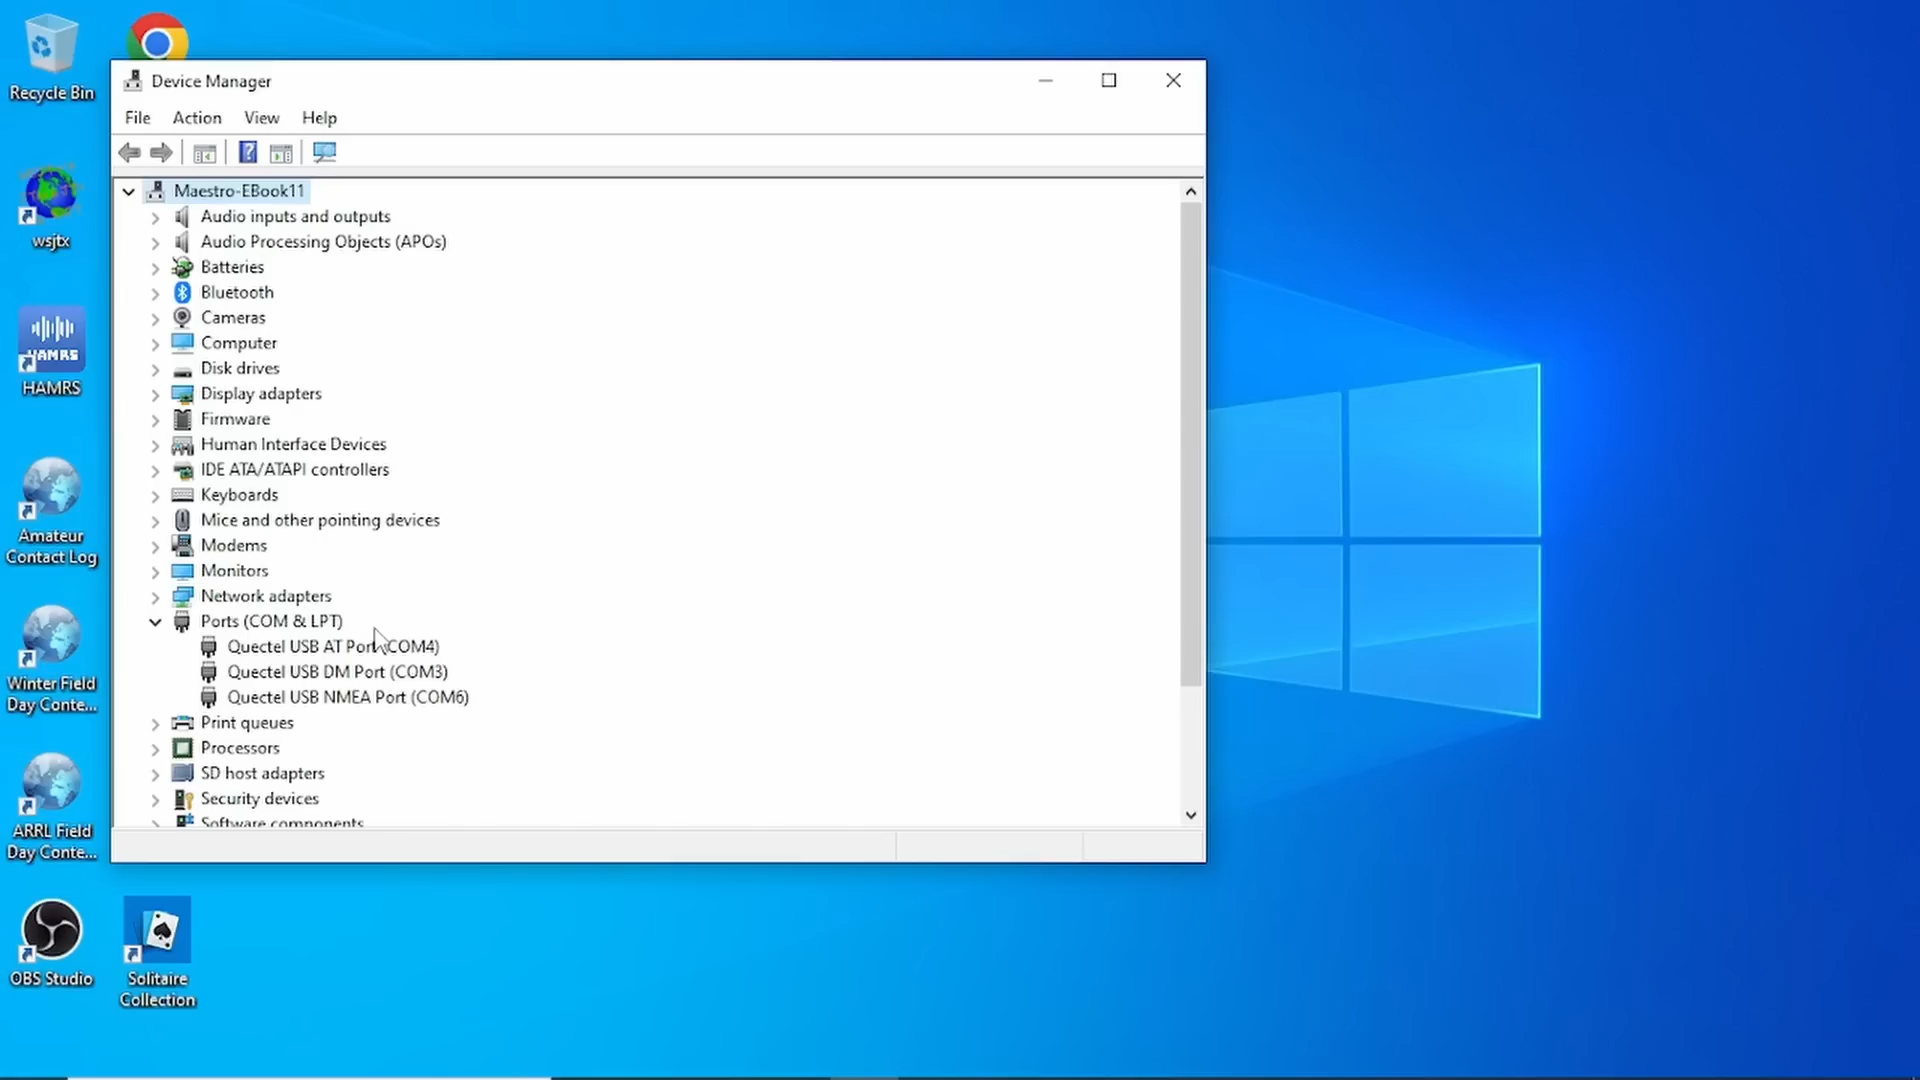 Recycle Bin
wsjtx
HAMRS
HAMRS
Amateur
Contact Log
Winter Field
Day Conte...
ARRL Field
Day Conte...
OBS Studio
Solitaire
Collection
Device Manager
File Action View Help
Maestro-EBook11
Audio inputs and outputs
Audio Processing Objects (APOs)
Batteries
Bluetooth
Cameras
Computer
Disk drives
Display adapters
Firmware
Human Interface Devices
IDE ATA/ATAPI controllers
Keyboards
Mice and other pointing devices
Modems
Monitors
Network adapters
Ports (COM & LPT)
Quectel USB AT Port (COM4)
Quectel USB DM Port (COM3)
Quectel USB NMEA Port (COM6)
Print queues
Processors
SD host adapters
Security devices
Software components